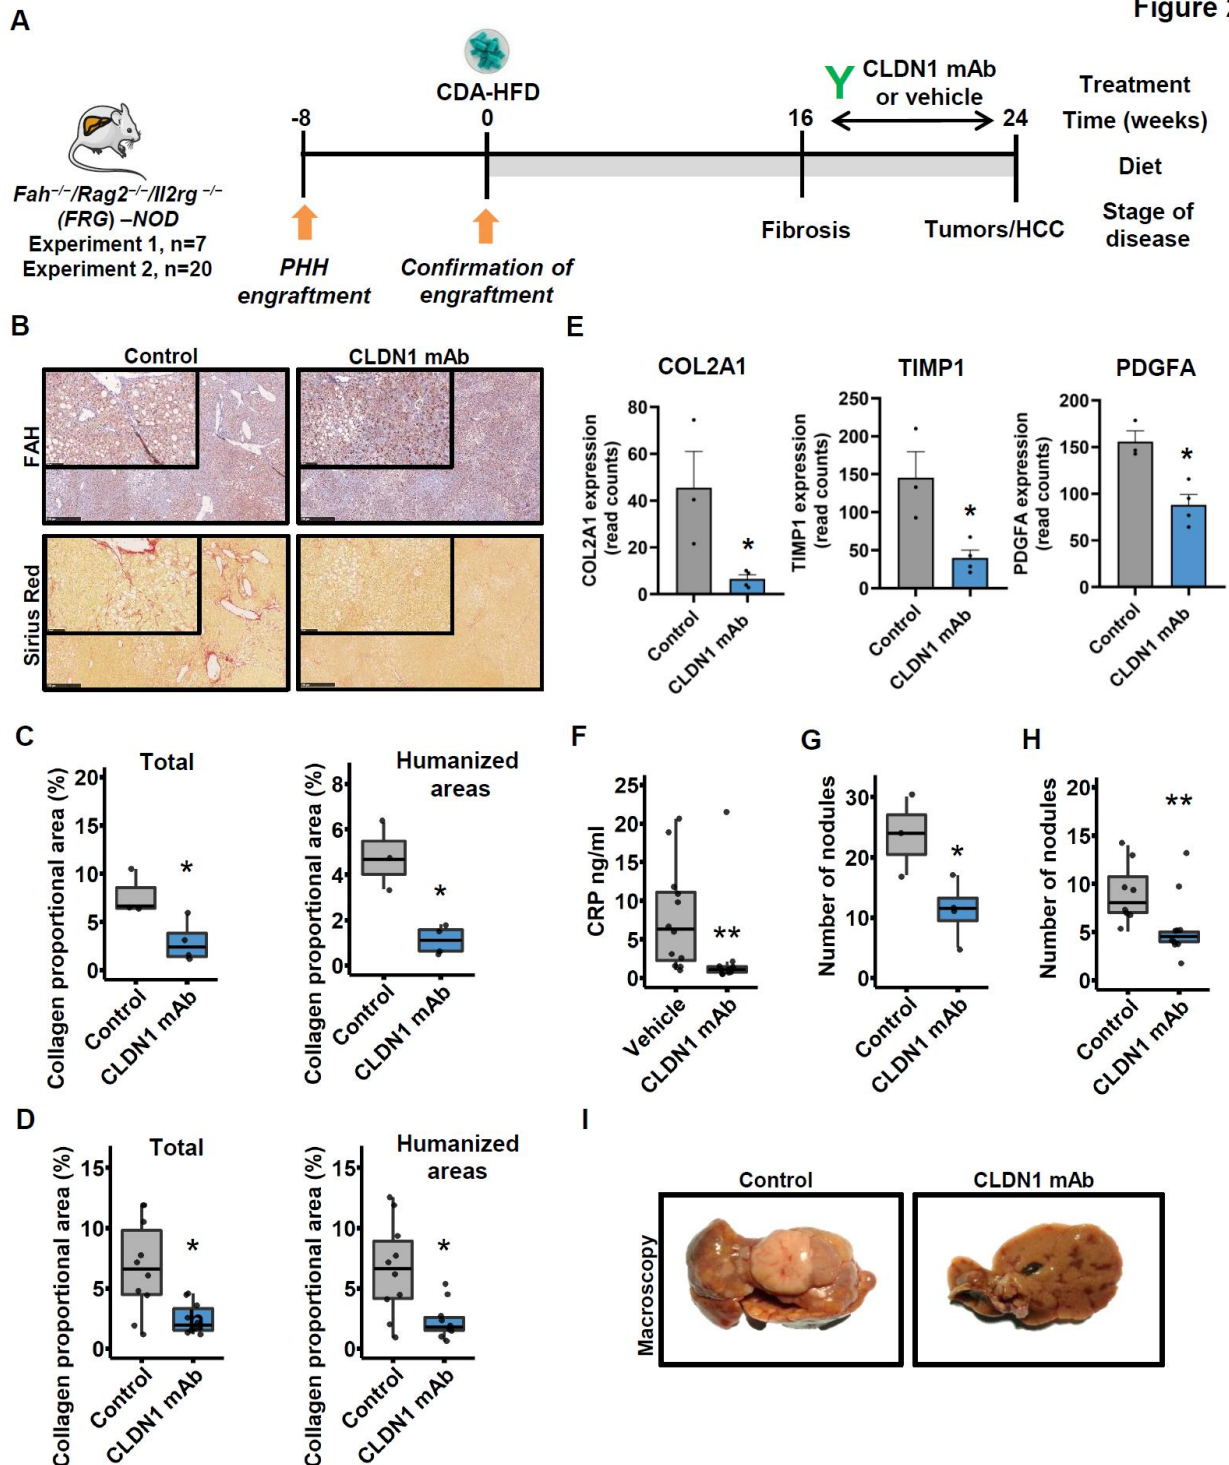 Figure 2
A
CDA-HFD
CLDN1 mAb
or vehicle
Treatment
-8
0
16
24
Time (weeks)
Diet
Fah–/–/Rag2–/–/Il2rg –/–
(FRG) –NOD
Experiment 1, n=7
Experiment 2, n=20
PHH
engraftment
Confirmation of
engraftment
Fibrosis
Tumors/HCC
Stage of
disease
B
Control
CLDN1 mAb
FAH
Sirius Red
E
COL2A1
COL2A1 expression
(read counts)
80
60
40
20
0
*
Control
CLDN1 mAb
TIMP1
TIMP1 expression
(read counts)
250
200
150
100
50
0
*
Control
CLDN1 mAb
PDGFA
PDGFA expression
(read counts)
200
150
100
50
0
*
Control
CLDN1 mAb
C
Total
Collagen proportional area (%)
20
15
10
5
0
*
Control
CLDN1 mAb
Humanized
areas
Collagen proportional area (%)
8
6
4
2
0
*
Control
CLDN1 mAb
F
CRP ng/ml
25
20
15
10
5
0
**
Vehicle
CLDN1 mAb
G
Number of nodules
30
20
10
0
*
Control
CLDN1 mAb
H
Number of nodules
20
15
10
5
0
**
Control
CLDN1 mAb
D
Total
Collagen proportional area (%)
15
10
5
0
*
Control
CLDN1 mAb
Humanized
areas
Collagen proportional area (%)
15
10
5
0
*
Control
CLDN1 mAb
I
Control
CLDN1 mAb
Macroscopy